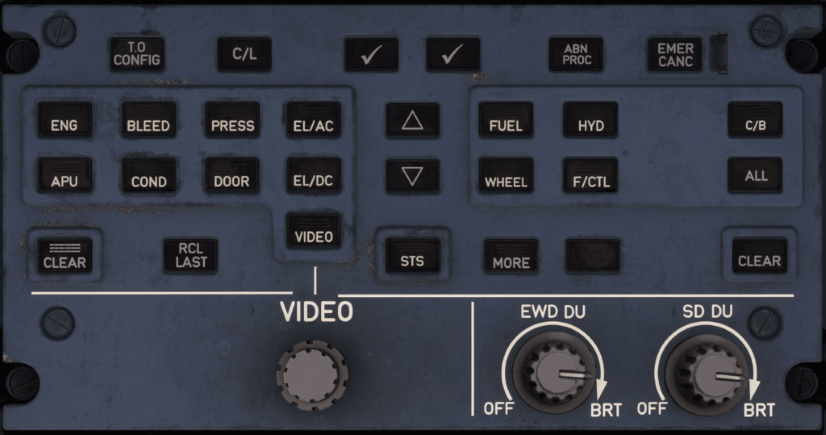 T.O
CONFIG
C/L
ABN
PROC
EMER
CANC
ENG
BLEED
PRESS
EL/AC
FUEL
HYD
C/B
APU
COND
DOOR
EL/DC
WHEEL
F/CTL
ALL
VIDEO
CLEAR
RCL
LAST
STS
MORE
CLEAR
VIDEO
EWD DU
SD DU
OFF
BRT
OFF
BRT